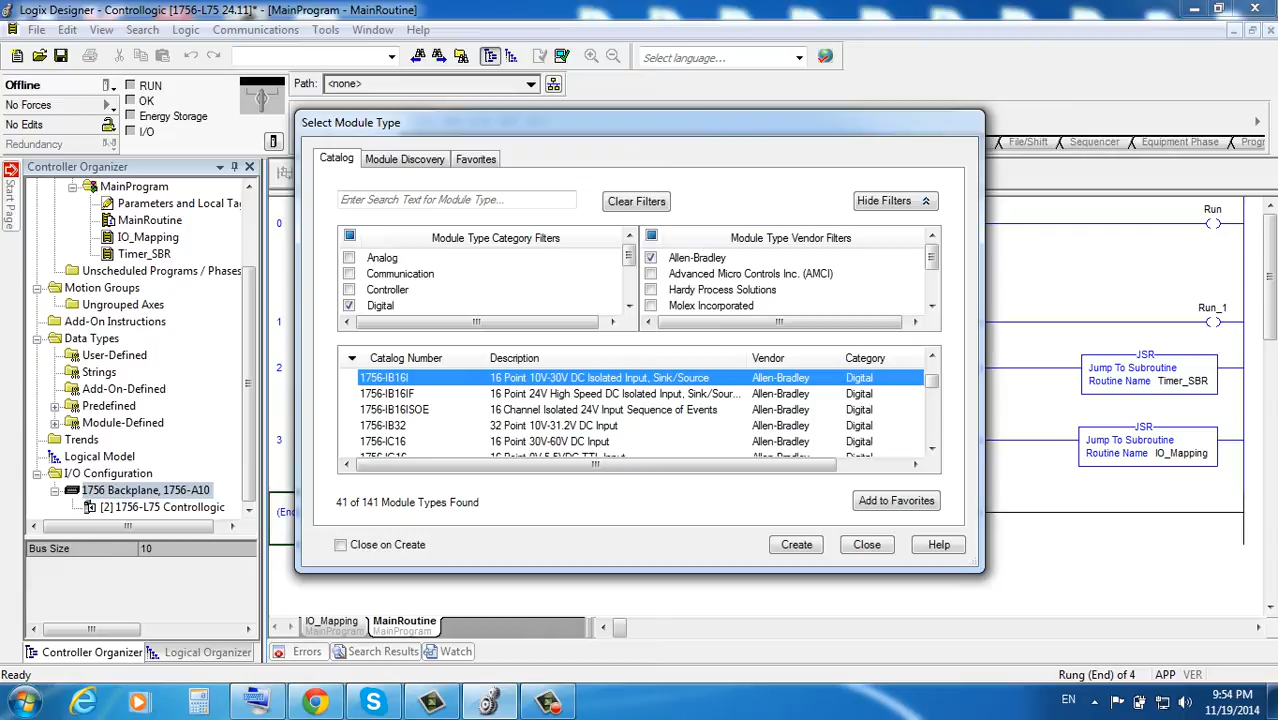 Logix Designer - Controllogic [1756-L75 24.11]* - [MainProgram - MainRoutine]
File Edit View Search Logic Communications Tools Window Help
Select language...
Offline
RUN
Path: <none>
No Forces
OK
Energy Storage
No Edits
I/O
Redundancy
File/Shift Sequencer Equipment Phase Progr
Start Page
Controller Organizer
MainProgram
Parameters and Local Ta
MainRoutine
IO_Mapping
Timer_SBR
Unscheduled Programs / Phases
Motion Groups
Ungrouped Axes
Add-On Instructions
Data Types
User-Defined
Strings
Add-On-Defined
Predefined
Module-Defined
Trends
Logical Model
I/O Configuration
1756 Backplane, 1756-A10
[2] 1756-L75 Controllogic
Bus Size 10
Controller Organizer Logical Organizer
Select Module Type
Catalog Module Discovery Favorites
Enter Search Text for Module Type...
Clear Filters
Hide Filters
Module Type Category Filters
Analog
Communication
Controller
Digital
Module Type Vendor Filters
Allen-Bradley
Advanced Micro Controls Inc. (AMCI)
Hardy Process Solutions
Molex Incorporated
Catalog Number Description Vendor Category
1756-IB16I 16 Point 10V-30V DC Isolated Input, Sink/Source Allen-Bradley Digital
1756-IB16IF 16 Point 24V High Speed DC Isolated Input, Sink/Sour... Allen-Bradley Digital
1756-IB16ISOE 16 Channel Isolated 24V Input Sequence of Events Allen-Bradley Digital
1756-IB32 32 Point 10V-31.2V DC Input Allen-Bradley Digital
1756-IC16 16 Point 30V-60V DC Input Allen-Bradley Digital
41 of 141 Module Types Found
Add to Favorites
Close on Create
Create Close Help
0
Run
1
Run_1
2
JSR
Jump To Subroutine
Routine Name Timer_SBR
3
JSR
Jump To Subroutine
Routine Name IO_Mapping
(End
IO_Mapping
MainProgram
MainRoutine
MainProgram
Errors Search Results Watch
Ready
Rung (End) of 4 APP VER
EN
9:54 PM
11/19/2014